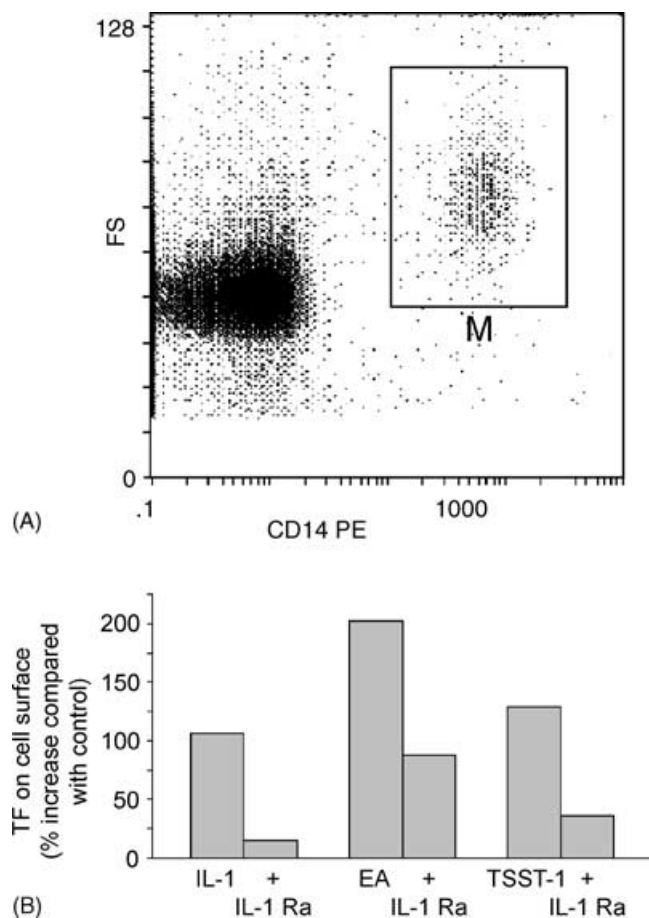 128
FS
M
0
.1 1000
(A) CD14 PE
TF on cell surface
(% increase compared
with control)
200
150
100
50
0
IL-1 + EA + TSST-1 +
(B) IL-1 Ra IL-1 Ra IL-1 Ra